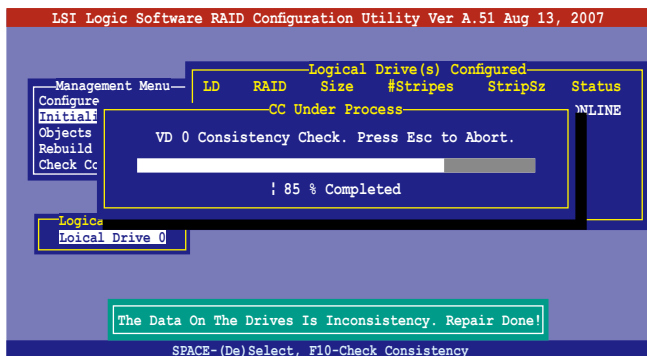 LSI Logic Software RAID Configuration Utility Ver A.51 Aug 13, 2007
Logical Drive(s) Configured
LD RAID Size #Stripes StripSz Status
ONLINE
Management Menu
Configure
Initiali
Objects
Rebuild
Check Co
CC Under Process
VD 0 Consistency Check. Press Esc to Abort.
¦ 85 % Completed
Logica
Loical Drive 0
The Data On The Drives Is Inconsistency. Repair Done!
SPACE-(De)Select, F10-Check Consistency